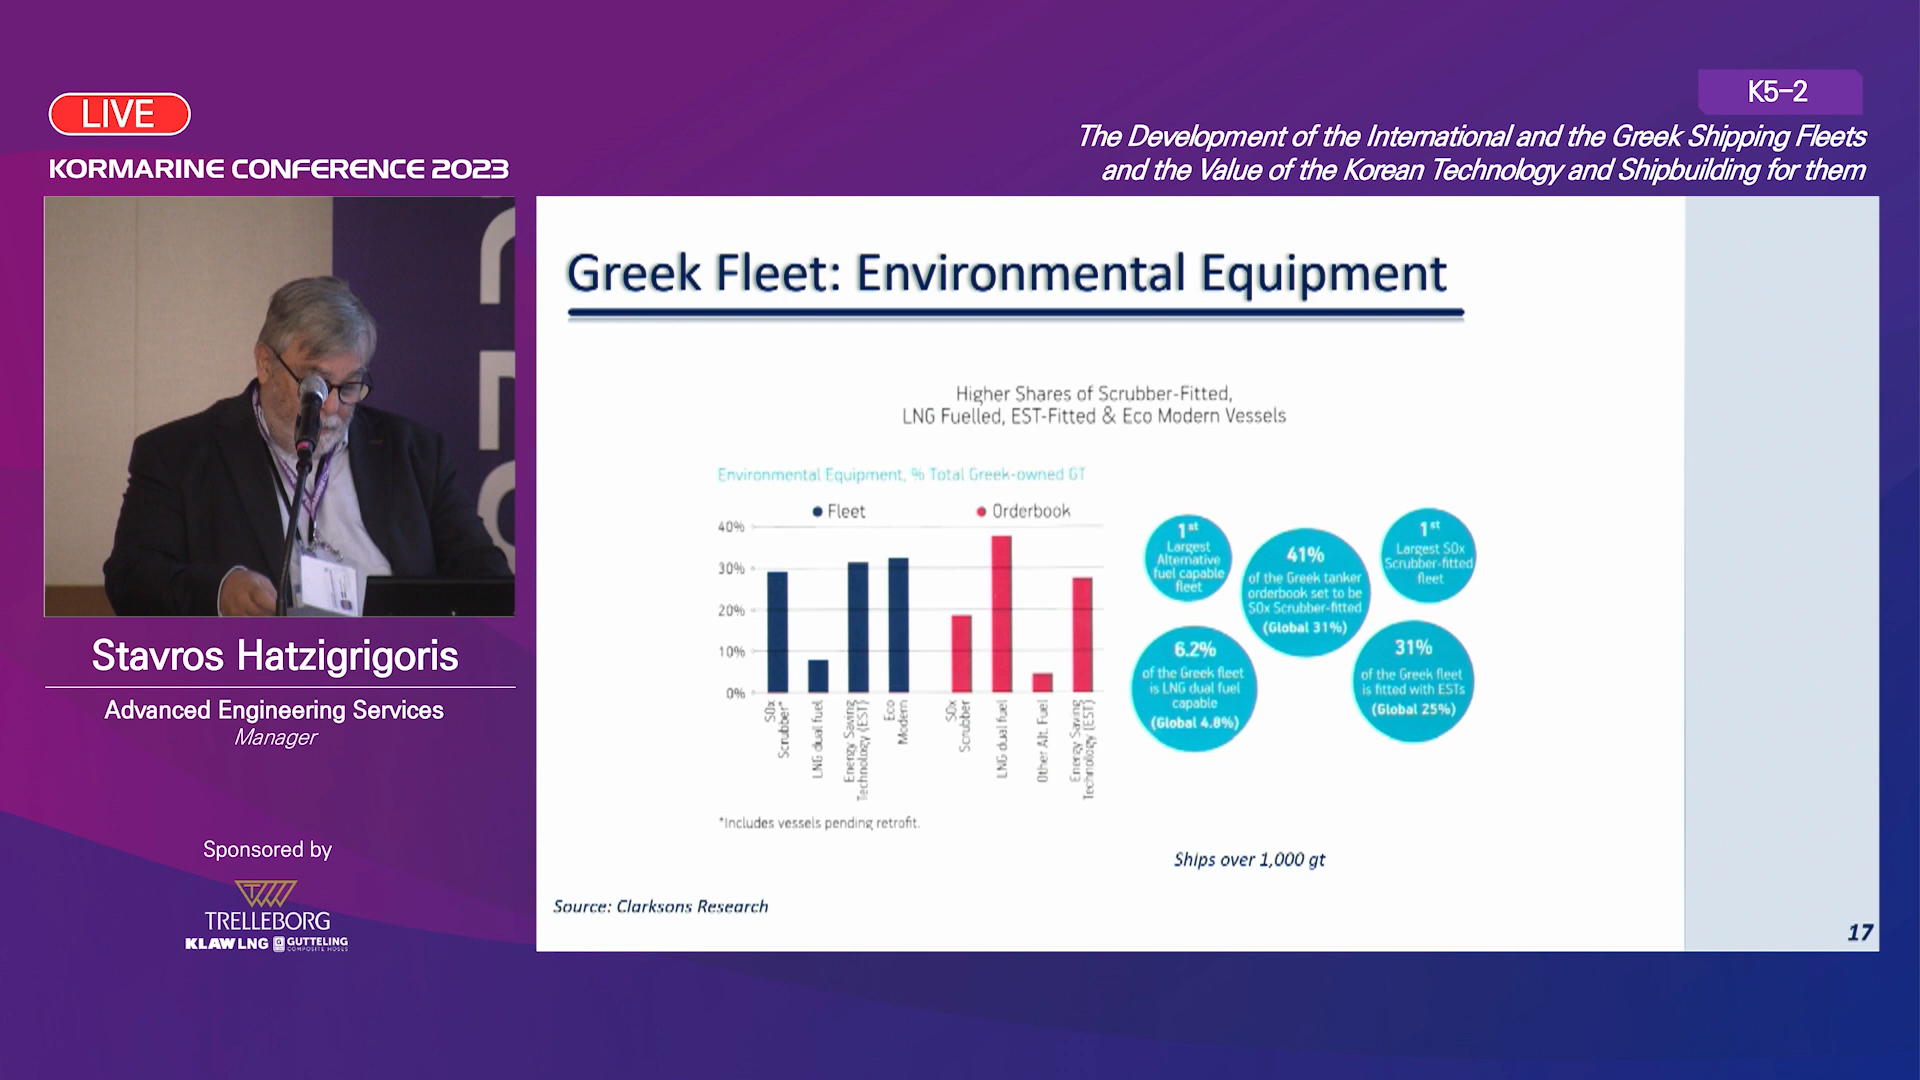 LIVE
KORMARINE CONFERENCE 2023
K5-2
The Development of the International and the Greek Shipping Fleets
and the Value of the Korean Technology and Shipbuilding for them
Stavros Hatzigrigoris
Advanced Engineering Services
Manager
Sponsored by
TRELLEBORG
KLAW LNG GUTTELING
COMPOSITE HOSES
Greek Fleet: Environmental Equipment
Higher Shares of Scrubber-Fitted,
LNG Fuelled, EST-Fitted & Eco Modern Vessels
Environmental Equipment, % Total Greek-owned GT
Fleet
Orderbook
40%
30%
20%
10%
0%
SOx
Scrubber*
LNG dual fuel
Energy Saving
Technology (EST)
Eco
Modern
SOx
Scrubber
LNG dual fuel
Other Alt. Fuel
Energy Saving
Technology (EST)
*Includes vessels pending retrofit.
1st
Largest
Alternative
fuel capable
fleet
41%
of the Greek tanker
orderbook set to be
SOx Scrubber-fitted
(Global 31%)
1st
Largest SOx
Scrubber-fitted
fleet
6.2%
of the Greek fleet
is LNG dual fuel
capable
(Global 4.8%)
31%
of the Greek fleet
is fitted with ESTs
(Global 25%)
Ships over 1,000 gt
Source: Clarksons Research
17